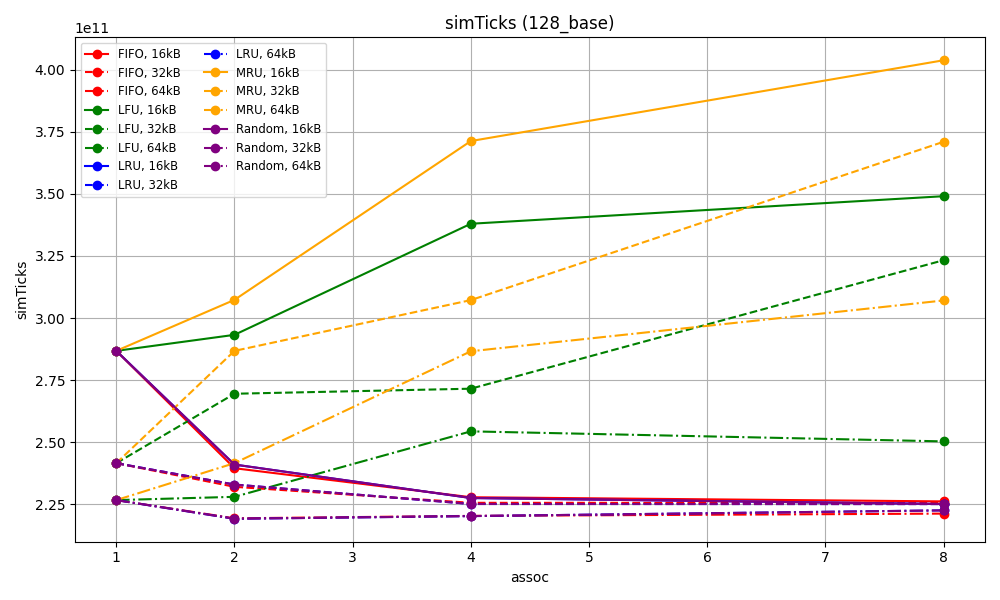 simTicks (128_base)
1e11
FIFO, 16kB
FIFO, 32kB
FIFO, 64kB
LFU, 16kB
LFU, 32kB
LFU, 64kB
LRU, 16kB
LRU, 32kB
LRU, 64kB
MRU, 16kB
MRU, 32kB
MRU, 64kB
Random, 16kB
Random, 32kB
Random, 64kB
4.00
3.75
3.50
3.25
3.00
2.75
2.50
2.25
simTicks
1 2 3 4 5 6 7 8
assoc